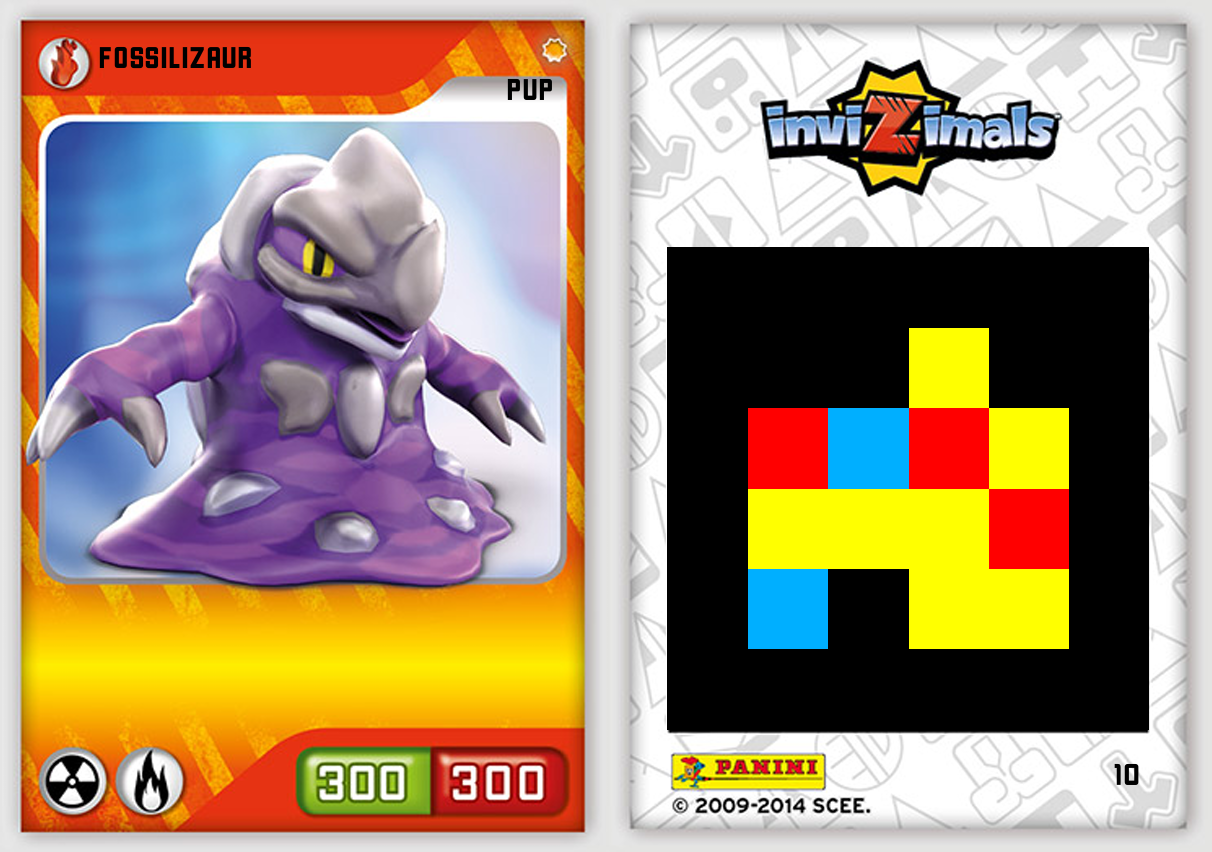 FOSSILIZAUR
PUP
300 300
inviZimals
PANINI
© 2009-2014 SCEE.
10